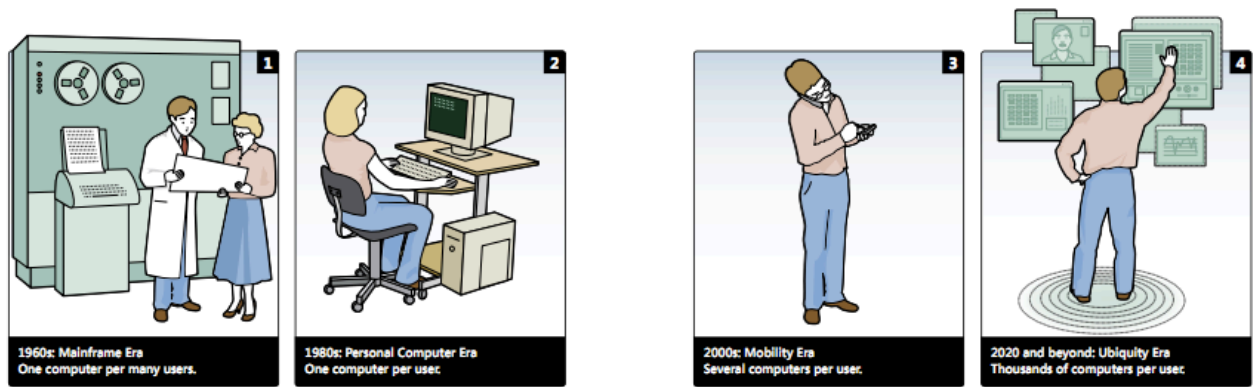 1
1960s: Mainframe Era
One computer per many users.
2
1980s: Personal Computer Era
One computer per user.
3
2000s: Mobility Era
Several computers per user.
4
2020 and beyond: Ubiquity Era
Thousands of computers per user.